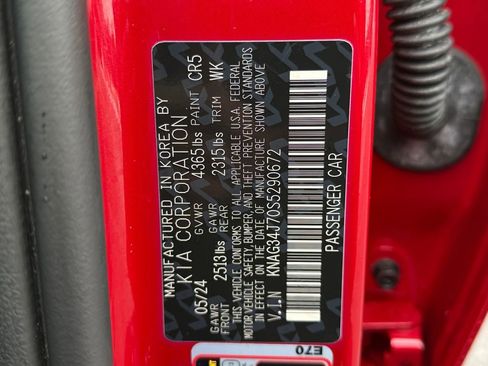 MANUFACTURED IN KOREA BY
KIA CORPORATION
05/24 GVWR 4365lbs PAINT CR5
GAWR FRONT 2513lbs GAWR REAR 2315lbs TRIM WK
THIS VEHICLE CONFORMS TO ALL APPLICABLE U.S.A. FEDERAL
MOTOR VEHICLE SAFETY, BUMPER, AND THEFT PREVENTION STANDARDS
IN EFFECT ON THE DATE OF MANUFACTURE SHOWN ABOVE
V.I.N KNAG34J70S5290672
PASSENGER CAR
E70